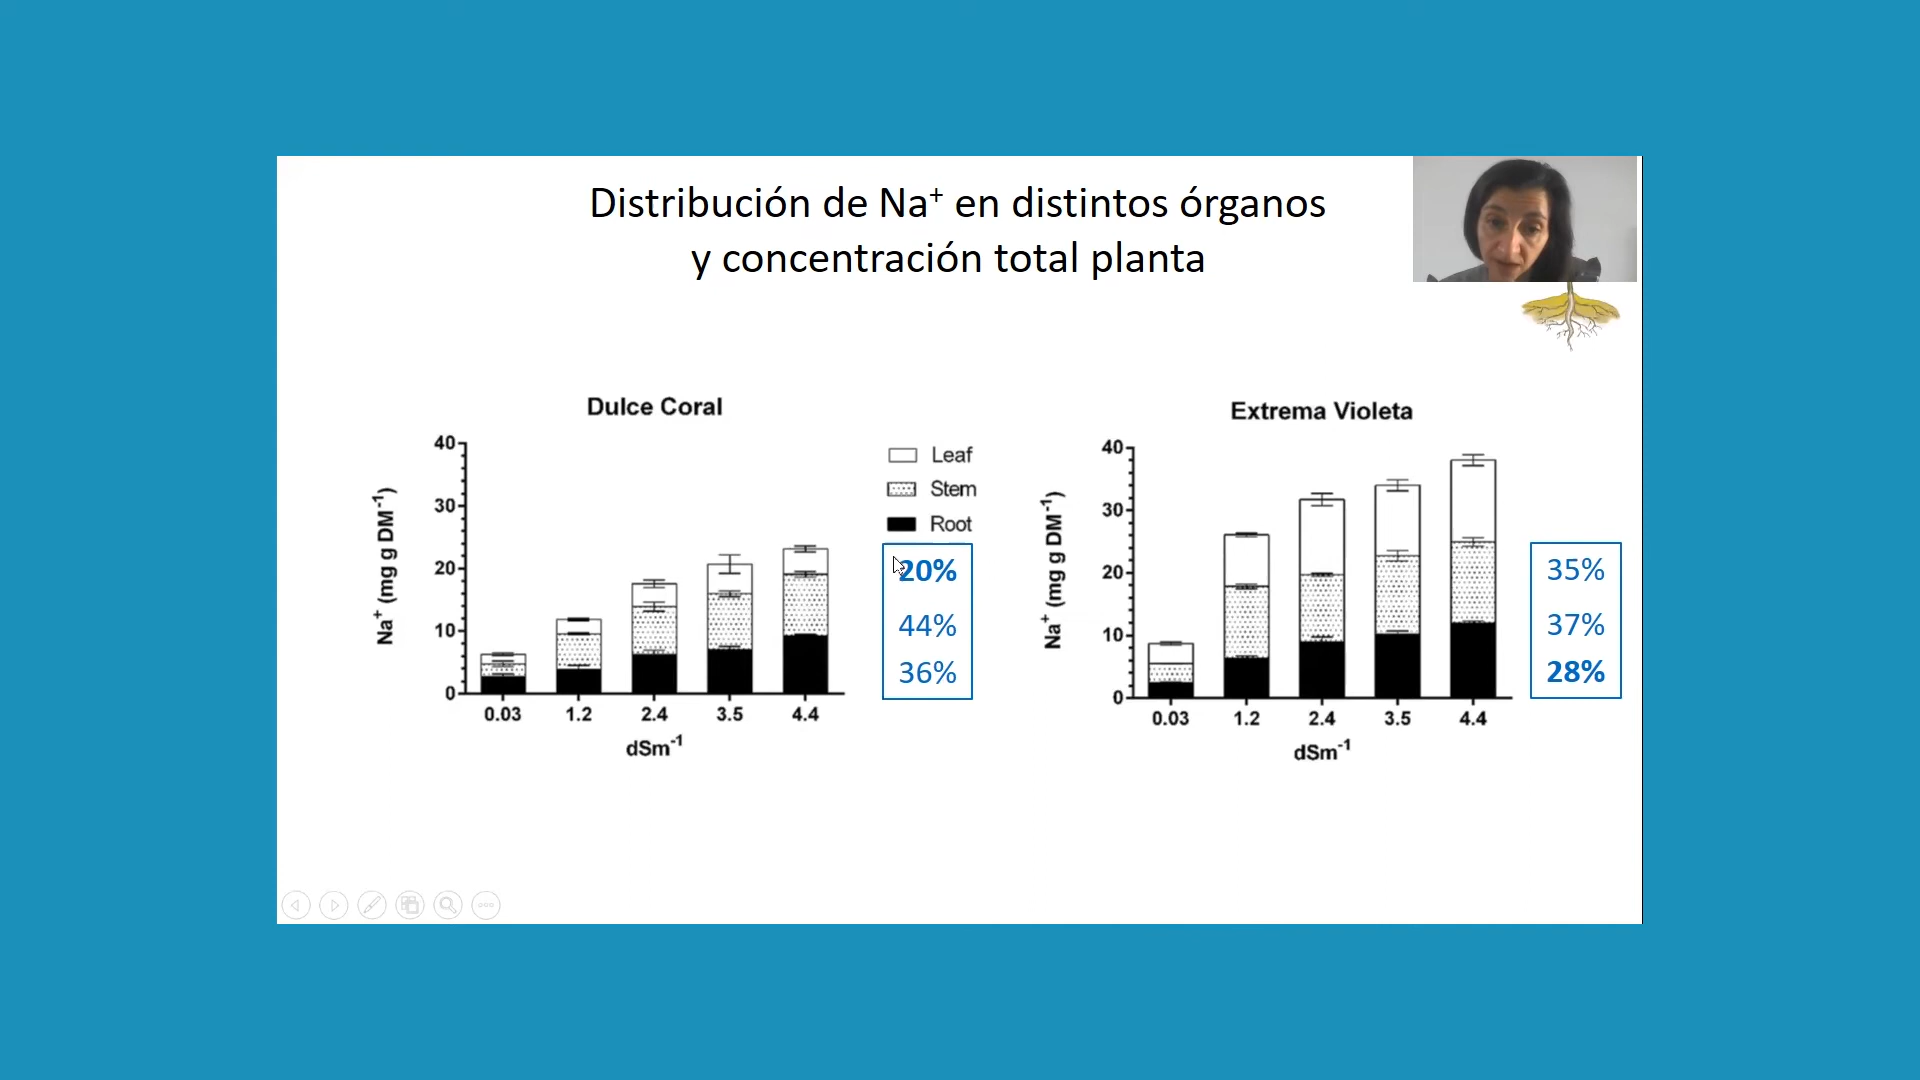 Distribución de Na⁺ en distintos órganos
y concentración total planta
Dulce Coral
40
30
20
10
0
Na⁺ (mg g DM⁻¹)
0.03 1.2 2.4 3.5 4.4
dSm⁻¹
Leaf
Stem
Root
20%
44%
36%
Extrema Violeta
40
30
20
10
0
Na⁺ (mg g DM⁻¹)
0.03 1.2 2.4 3.5 4.4
dSm⁻¹
35%
37%
28%